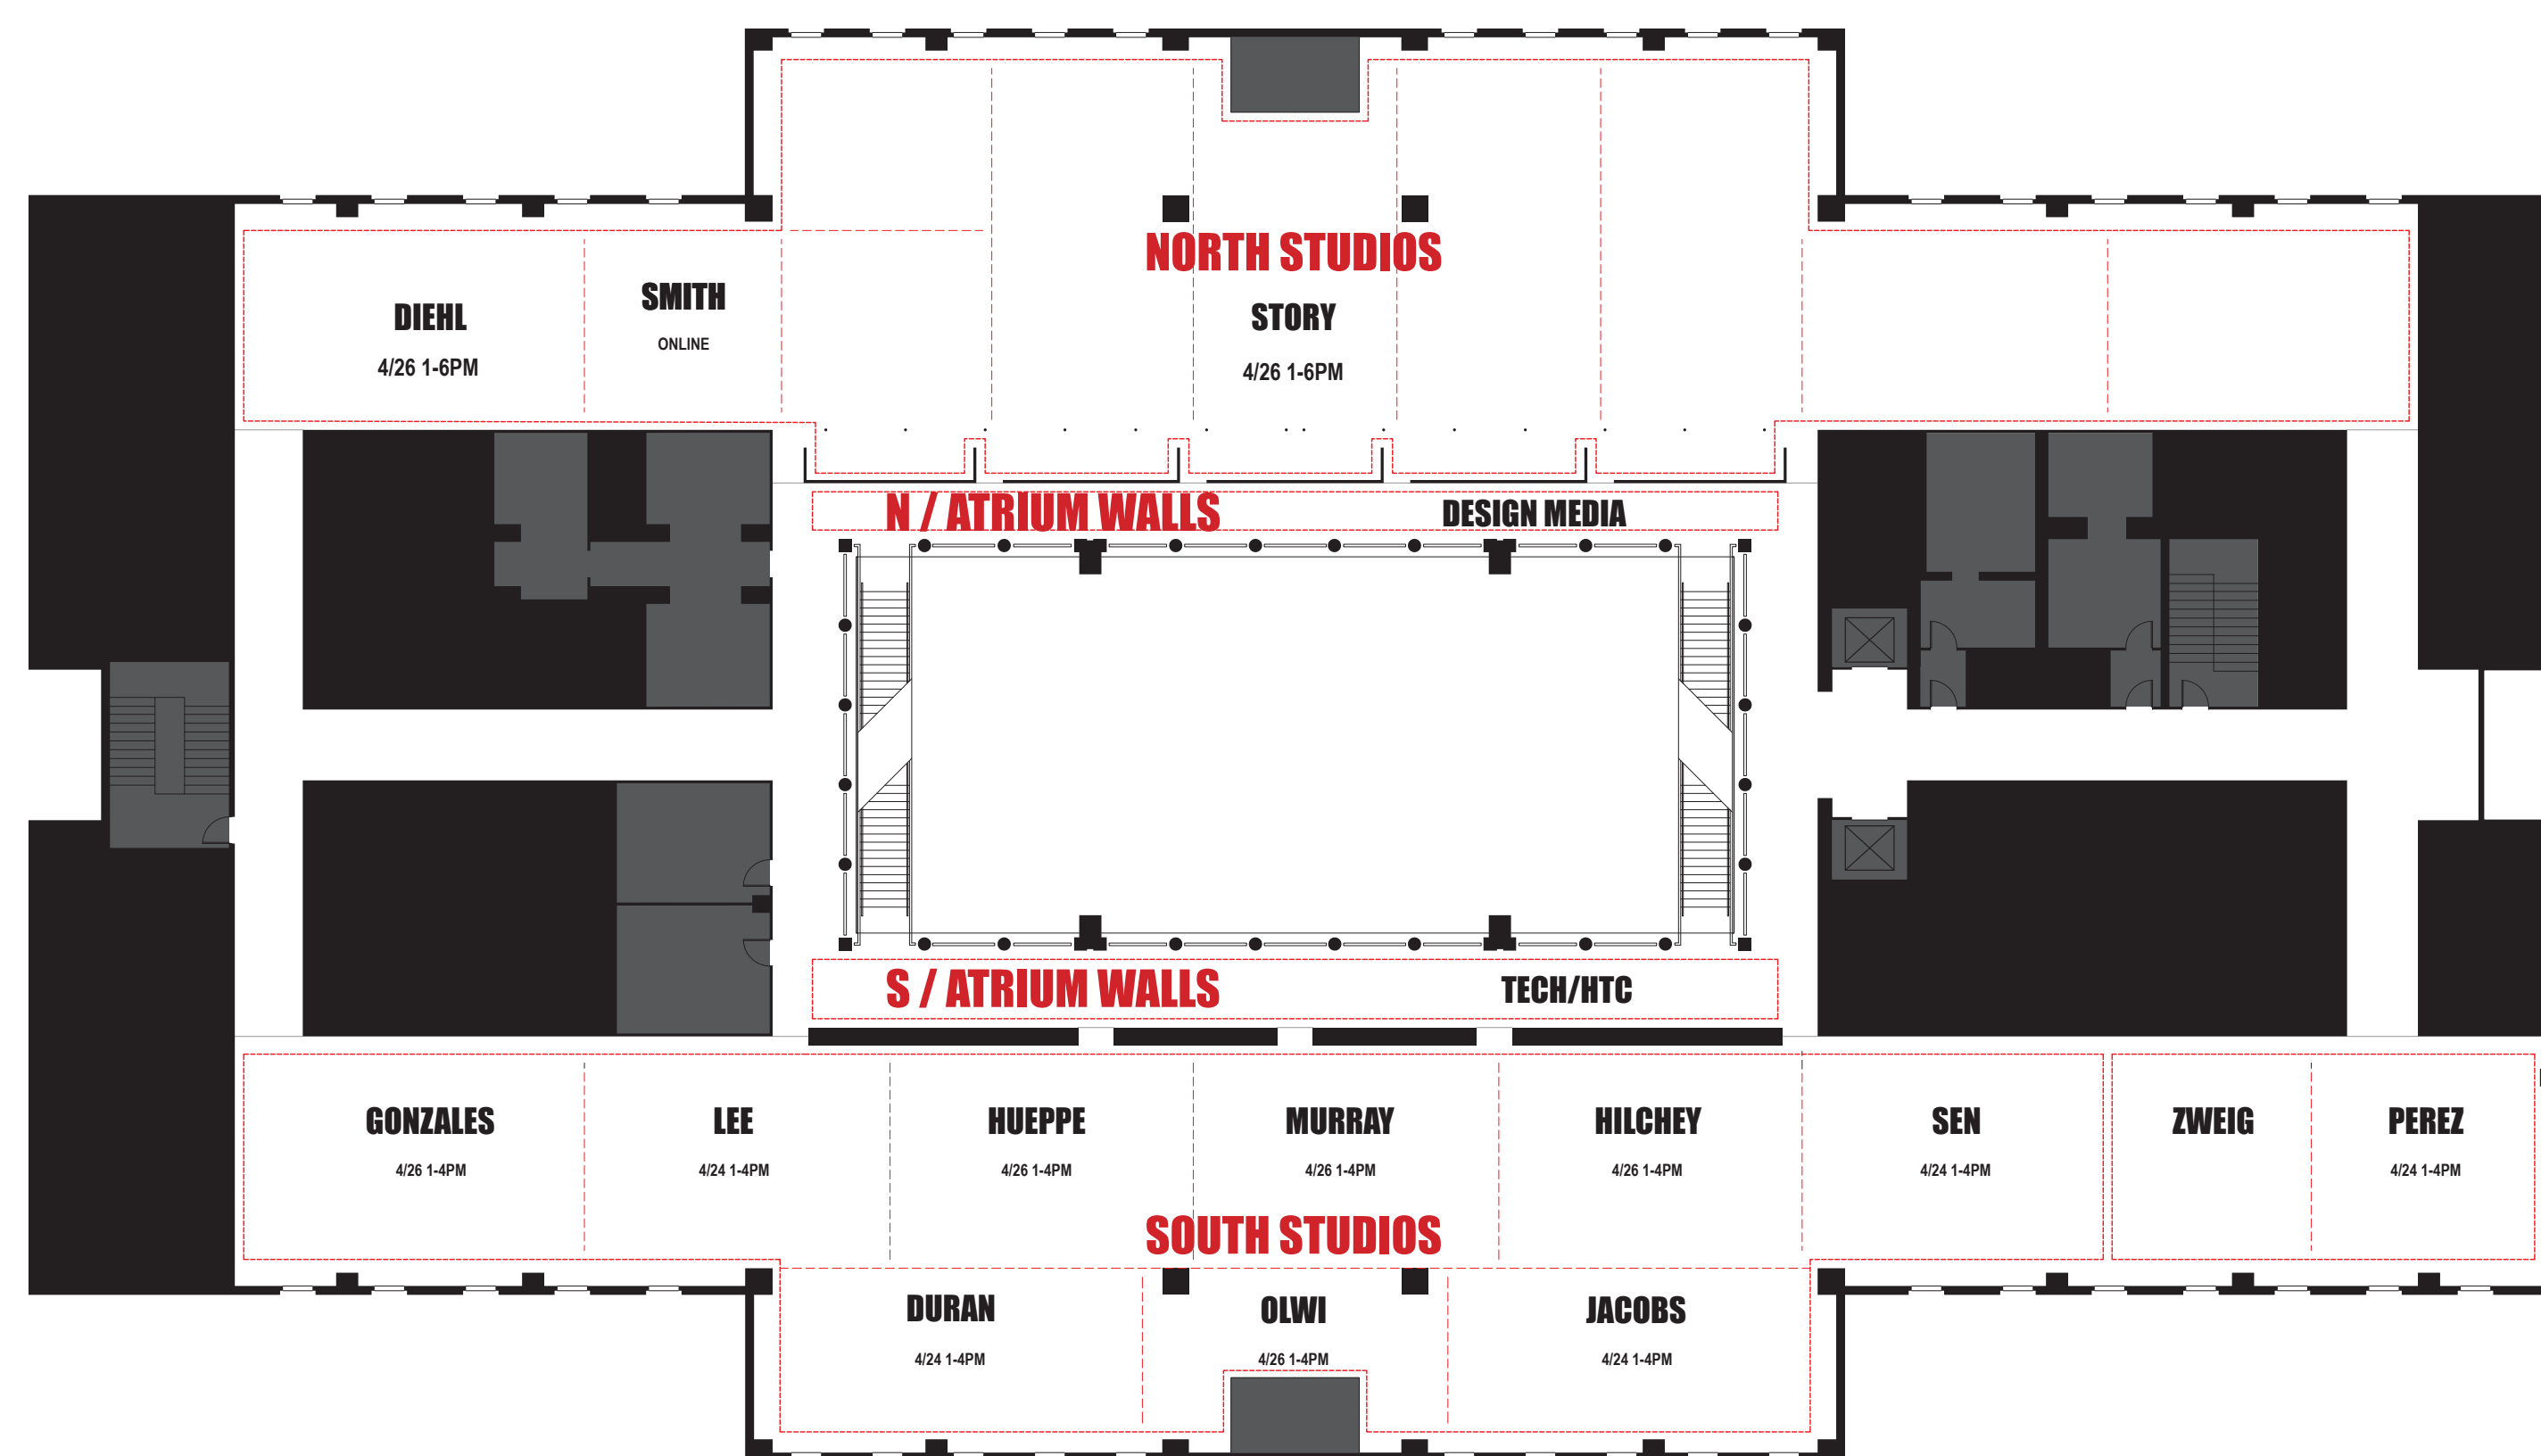 NORTH STUDIOS
DIEHL
4/26 1-6PM
SMITH
ONLINE
STORY
4/26 1-6PM
N / ATRIUM WALLS
DESIGN MEDIA
S / ATRIUM WALLS
TECH/HTC
GONZALES
4/26 1-4PM
LEE
4/24 1-4PM
HUEPPE
4/26 1-4PM
MURRAY
4/26 1-4PM
HILCHEY
4/26 1-4PM
SEN
4/24 1-4PM
ZWEIG
PEREZ
4/24 1-4PM
SOUTH STUDIOS
DURAN
4/24 1-4PM
OLWI
4/26 1-4PM
JACOBS
4/24 1-4PM